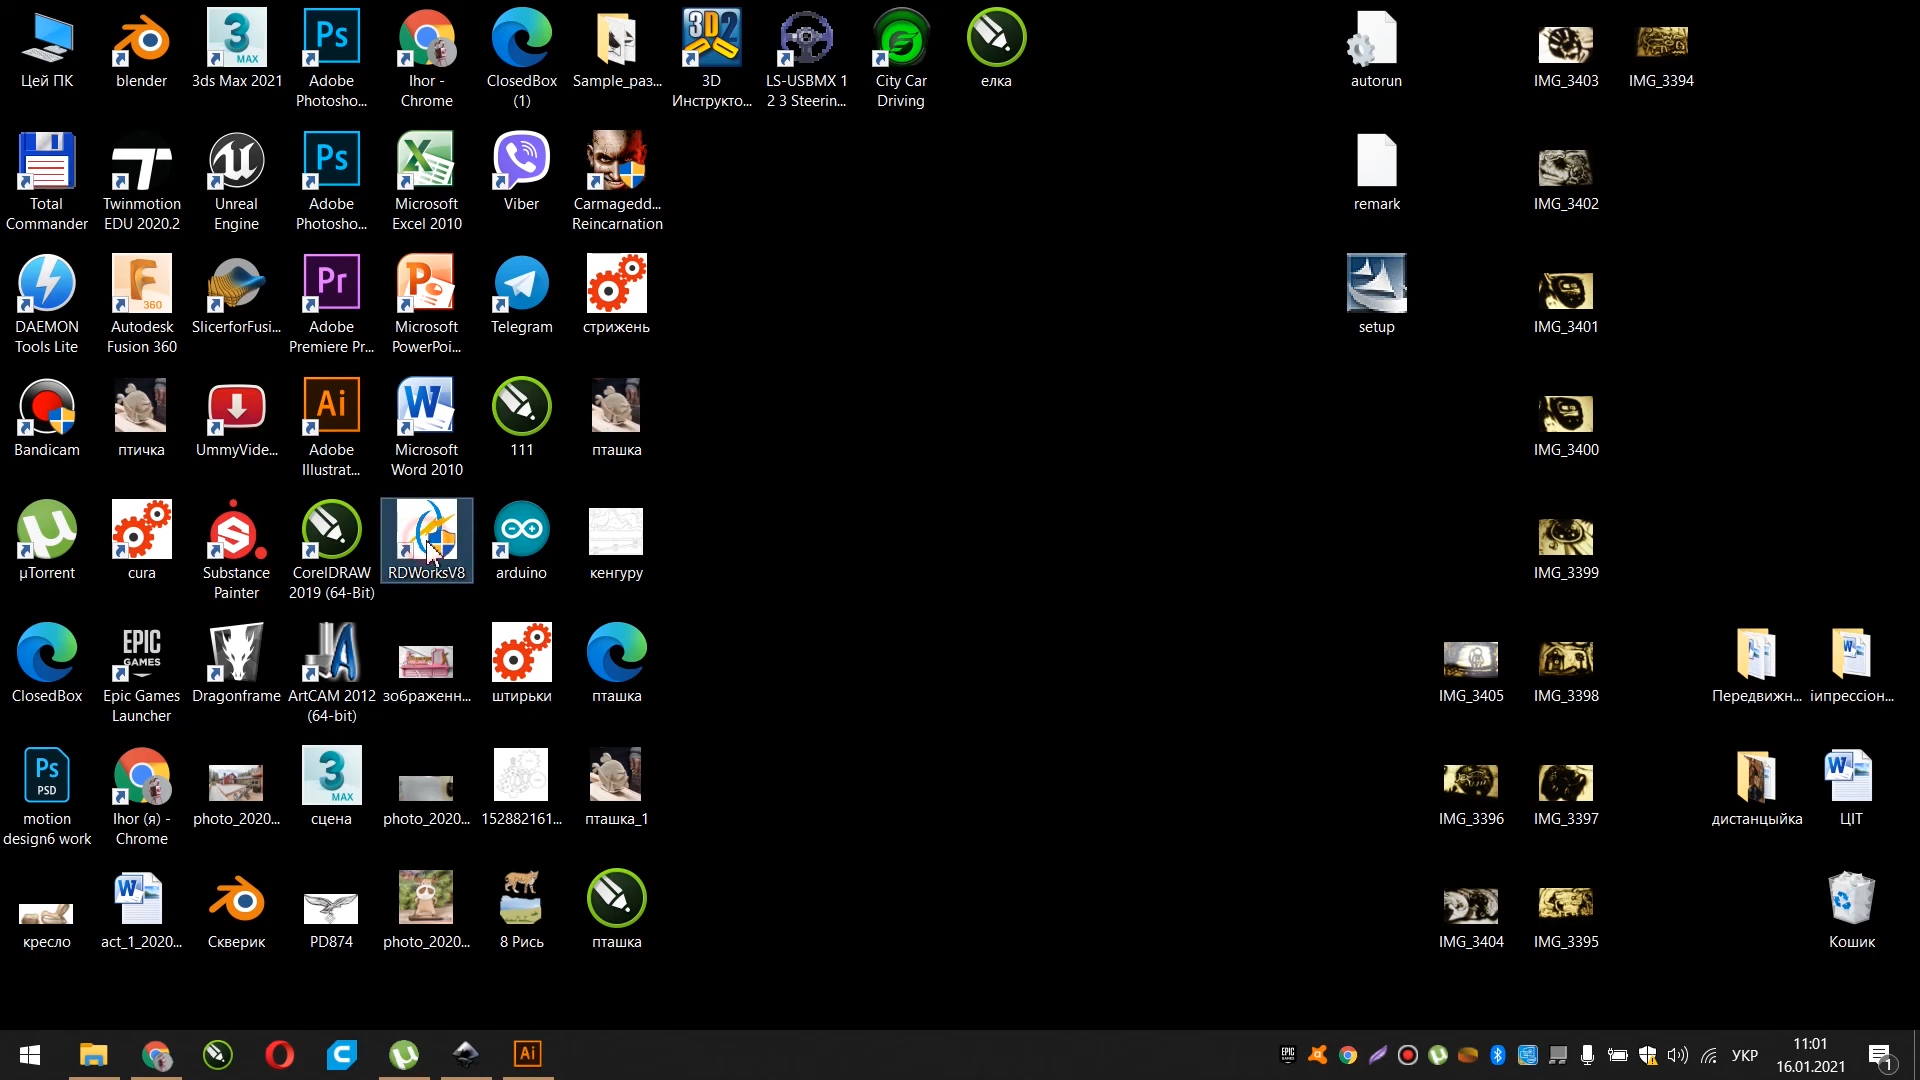 Цей ПК
blender
3ds Max 2021
Adobe
Photosho...
Ihor -
Chrome
ClosedBox
(1)
Sample_раз...
3D
Инструкто...
LS-USBMX 1
2 3 Steerin...
City Car
Driving
елка
autorun
IMG_3403
IMG_3394
Total
Commander
Twinmotion
EDU 2020.2
Unreal
Engine
Adobe
Photosho...
Microsoft
Excel 2010
Viber
Carmagedd...
Reincarnation
remark
IMG_3402
DAEMON
Tools Lite
Autodesk
Fusion 360
SlicerforFusi...
Adobe
Premiere Pr...
Microsoft
PowerPoi...
Telegram
стрижень
setup
IMG_3401
Bandicam
птичка
UmmyVide...
Adobe
Illustrat...
Microsoft
Word 2010
111
пташка
IMG_3400
µTorrent
cura
Substance
Painter
CorelDRAW
2019 (64-Bit)
RDWorksV8
arduino
кенгуру
IMG_3399
ClosedBox
Epic Games
Launcher
Dragonframe
ArtCAM 2012
(64-bit)
зображенн...
штирьки
пташка
IMG_3405
IMG_3398
Передвижн...
іипрессіон...
motion
design6 work
Ihor (я) -
Chrome
photo_2020...
сцена
photo_2020...
152882161...
пташка_1
IMG_3396
IMG_3397
дистанцыйка
ЦІТ
кресло
act_1_2020...
Скверик
PD874
photo_2020...
8 Рись
пташка
IMG_3404
IMG_3395
Кошик
УКР
11:01
16.01.2021
1